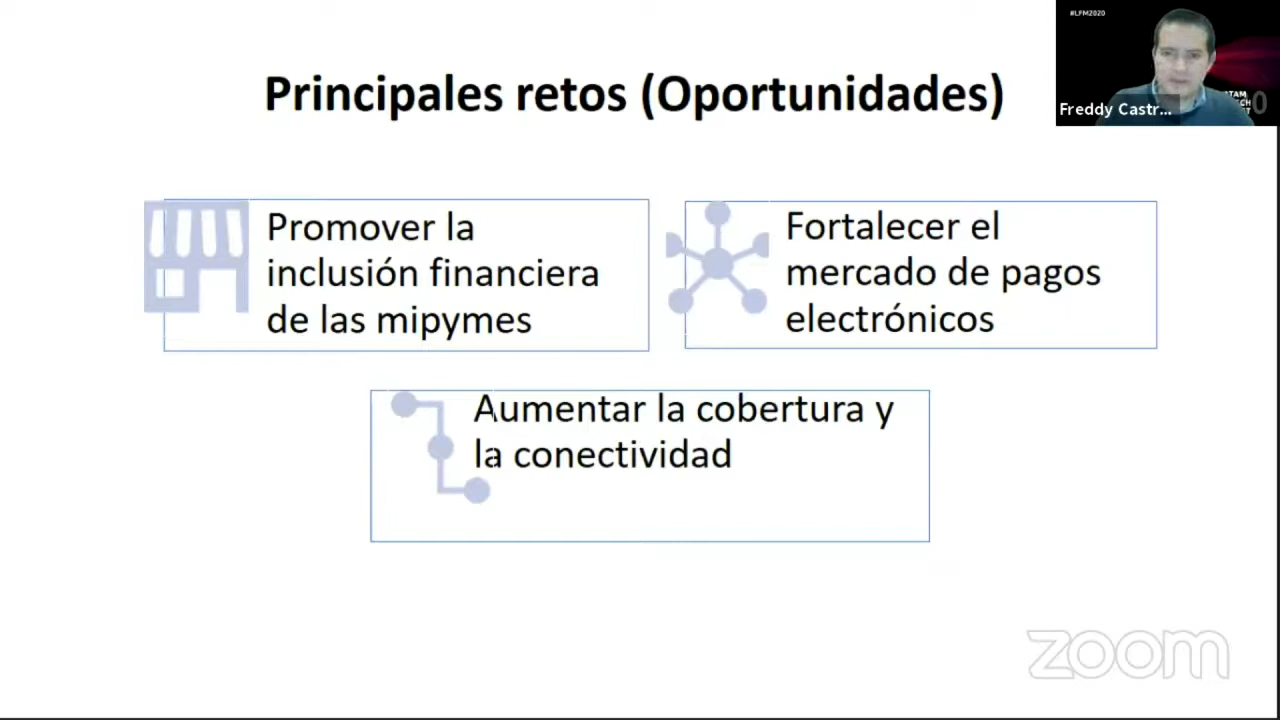 #LFM2020
Principales retos (Oportunidades)
Freddy Castr...
Promover la
inclusión financiera
de las mipymes
Fortalecer el
mercado de pagos
electrónicos
Aumentar la cobertura y
la conectividad
zoom